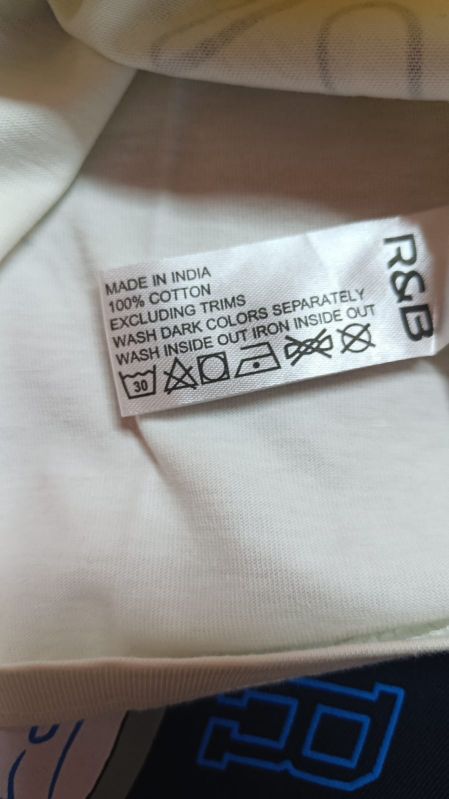 MADE IN INDIA
100% COTTON
EXCLUDING TRIMS
WASH DARK COLORS SEPARATELY
WASH INSIDE OUT IRON INSIDE OUT
30
R&B